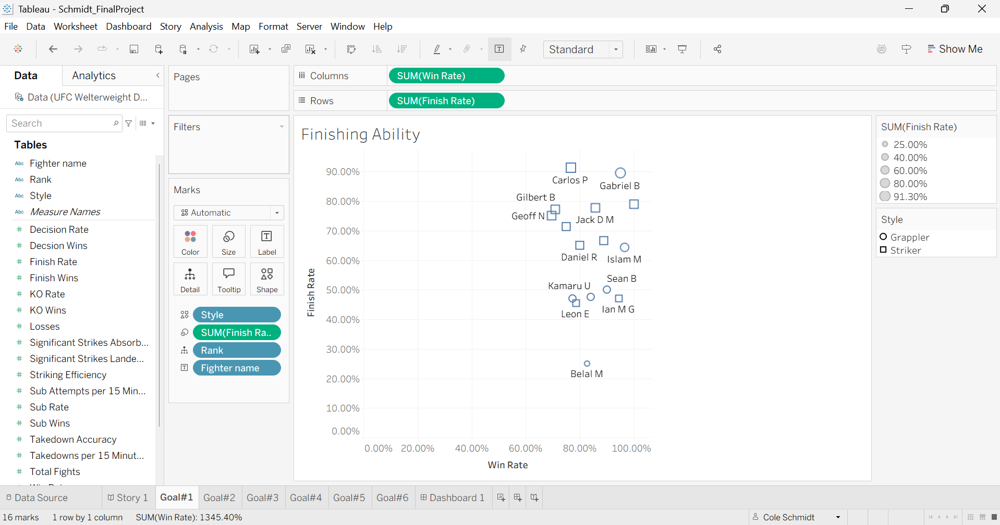 Tableau - Schmidt_FinalProject
File Data Worksheet Dashboard Story Analysis Map Format Server Window Help
Standard
Show Me
Data
Analytics
Data (UFC Welterweight D...
Search
Tables
Abc Fighter name
Abc Rank
Abc Style
Abc Measure Names
# Decision Rate
# Decsion Wins
# Finish Rate
# Finish Wins
# KO Rate
# KO Wins
# Losses
# Significant Strikes Absorb...
# Significant Strikes Lande...
# Striking Efficiency
# Sub Attempts per 15 Min...
# Sub Rate
# Sub Wins
# Takedown Accuracy
# Takedowns per 15 Minut...
# Total Fights
Pages
Filters
Marks
Automatic
Color Size Label
Detail Tooltip Shape
Style
SUM(Finish Ra..
Rank
Fighter name
Columns SUM(Win Rate)
Rows SUM(Finish Rate)
Finishing Ability
Finish Rate
90.00%
80.00%
70.00%
60.00%
50.00%
40.00%
30.00%
20.00%
10.00%
0.00%
Carlos P
Gabriel B
Gilbert B
Geoff N
Jack D M
Daniel R
Islam M
Sean B
Kamaru U
Ian M G
Leon E
Belal M
0.00% 20.00% 40.00% 60.00% 80.00% 100.00%
Win Rate
SUM(Finish Rate)
25.00%
40.00%
60.00%
80.00%
91.30%
Style
Grappler
Striker
Data Source Story 1 Goal#1 Goal#2 Goal#3 Goal#4 Goal#5 Goal#6 Dashboard 1
16 marks 1 row by 1 column SUM(Win Rate): 1345.40%
Cole Schmidt